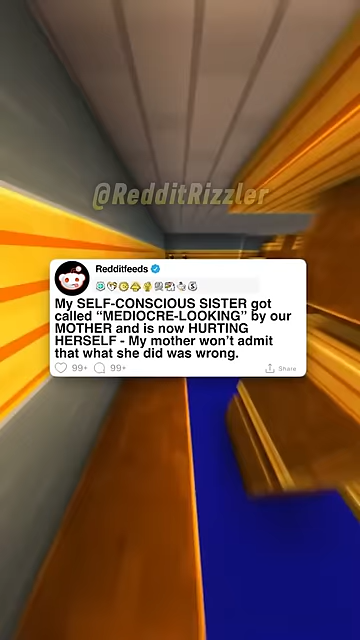 @RedditRizzler
Redditfeeds
My SELF-CONSCIOUS SISTER got
called “MEDIOCRE-LOOKING” by our
MOTHER and is now HURTING
HERSELF - My mother won’t admit
that what she did was wrong.
99+ 99+ Share